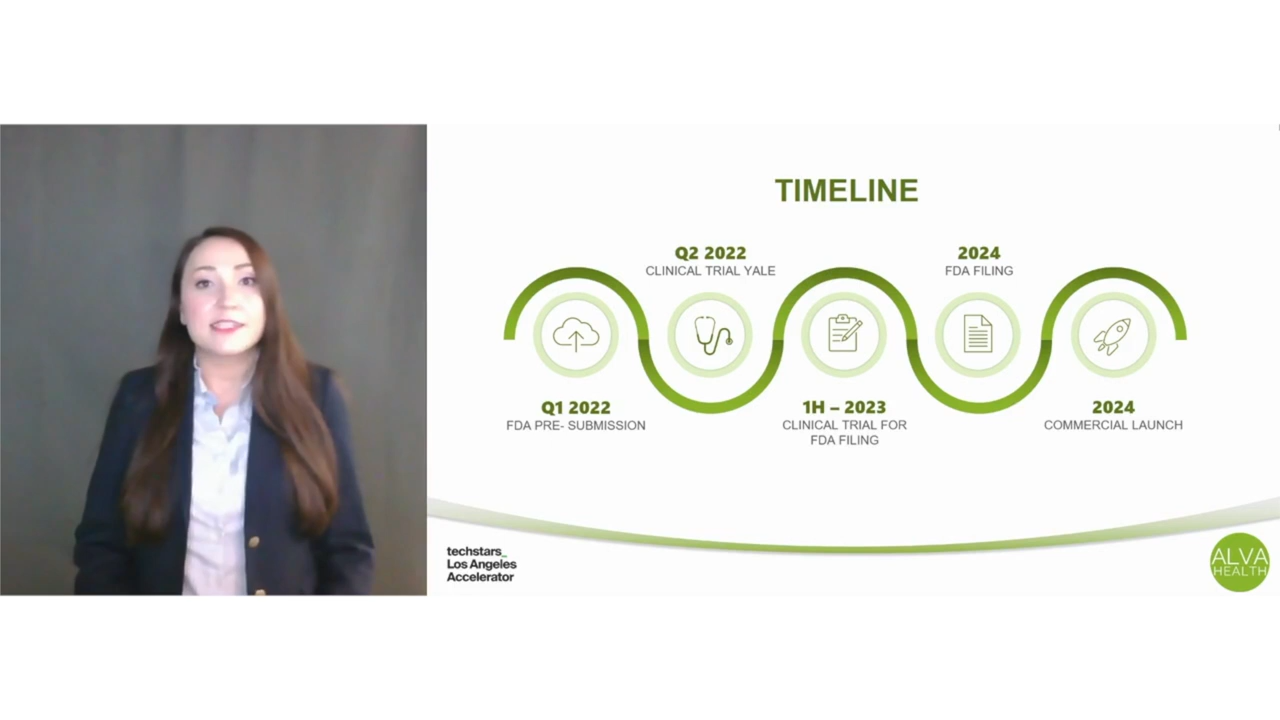 TIMELINE
Q2 2022
CLINICAL TRIAL YALE
2024
FDA FILING
Q1 2022
FDA PRE- SUBMISSION
1H – 2023
CLINICAL TRIAL FOR
FDA FILING
2024
COMMERCIAL LAUNCH
techstars_
Los Angeles
Accelerator
ALVA
HEALTH